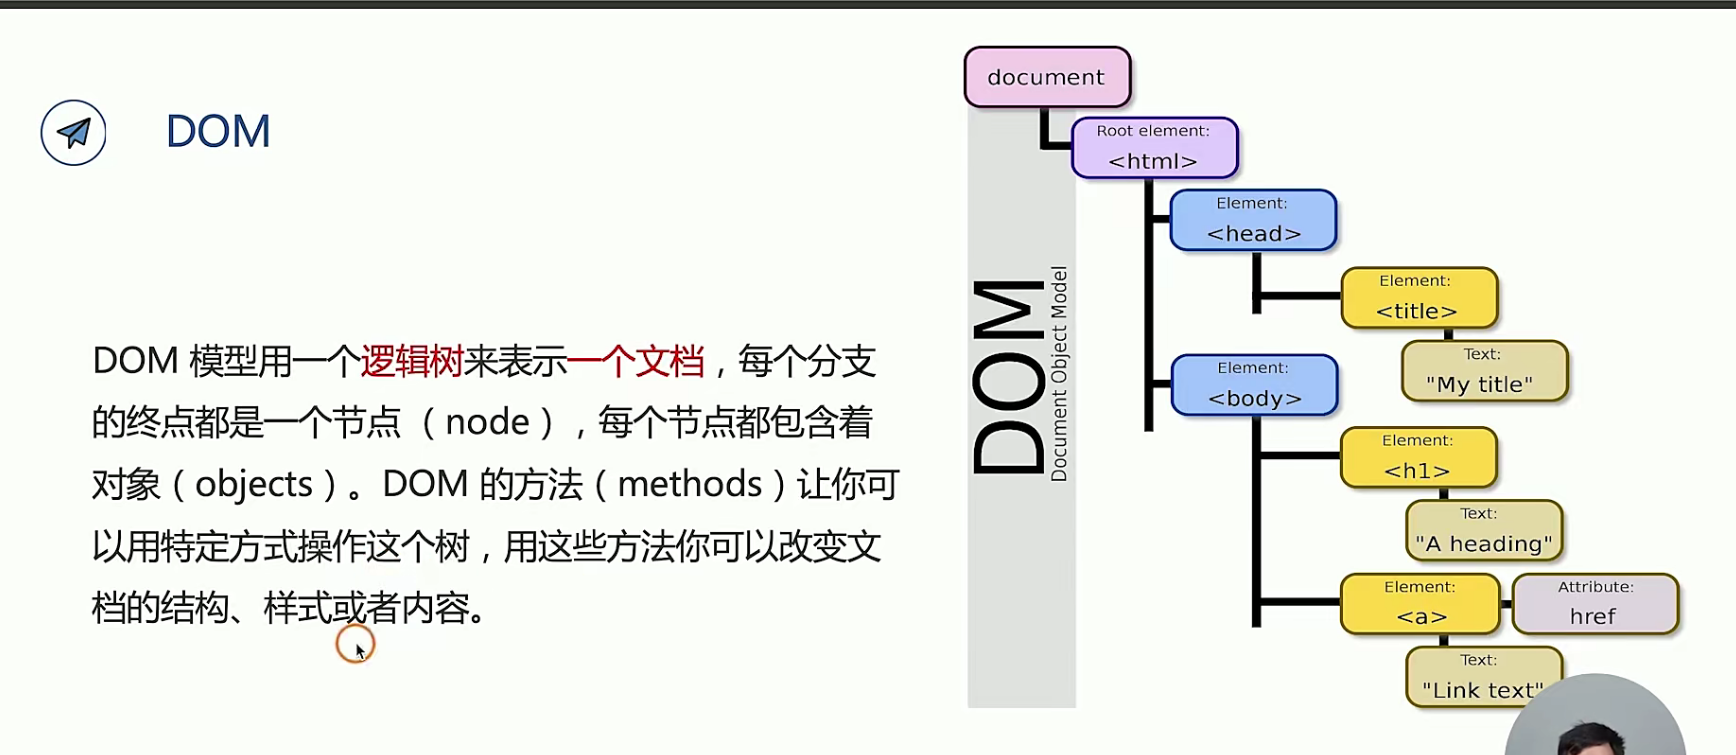 DOM
DOM 模型用一个逻辑树来表示一个文档，每个分支
的终点都是一个节点（node），每个节点都包含着
对象（objects）。DOM 的方法（methods）让你可
以用特定方式操作这个树，用这些方法你可以改变文
档的结构、样式或者内容。
document
Root element:
<html>
Element:
<head>
Element:
<title>
Text:
"My title"
Element:
<body>
Element:
<h1>
Text:
"A heading"
Element:
<a>
Attribute:
href
Text:
"Link text"
DOM
Document Object Model